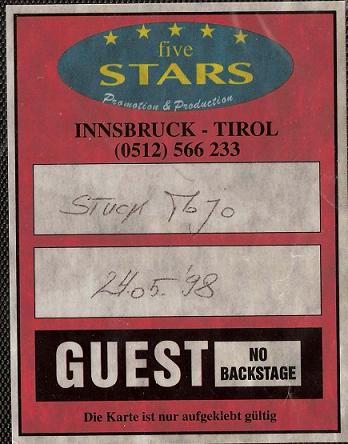 five
STARS
Promotion & Production
INNSBRUCK - TIROL
(0512) 566 233
Stuck Mojo
24.05.'98
GUEST
NO
BACKSTAGE
Die Karte ist nur aufgeklebt gültig